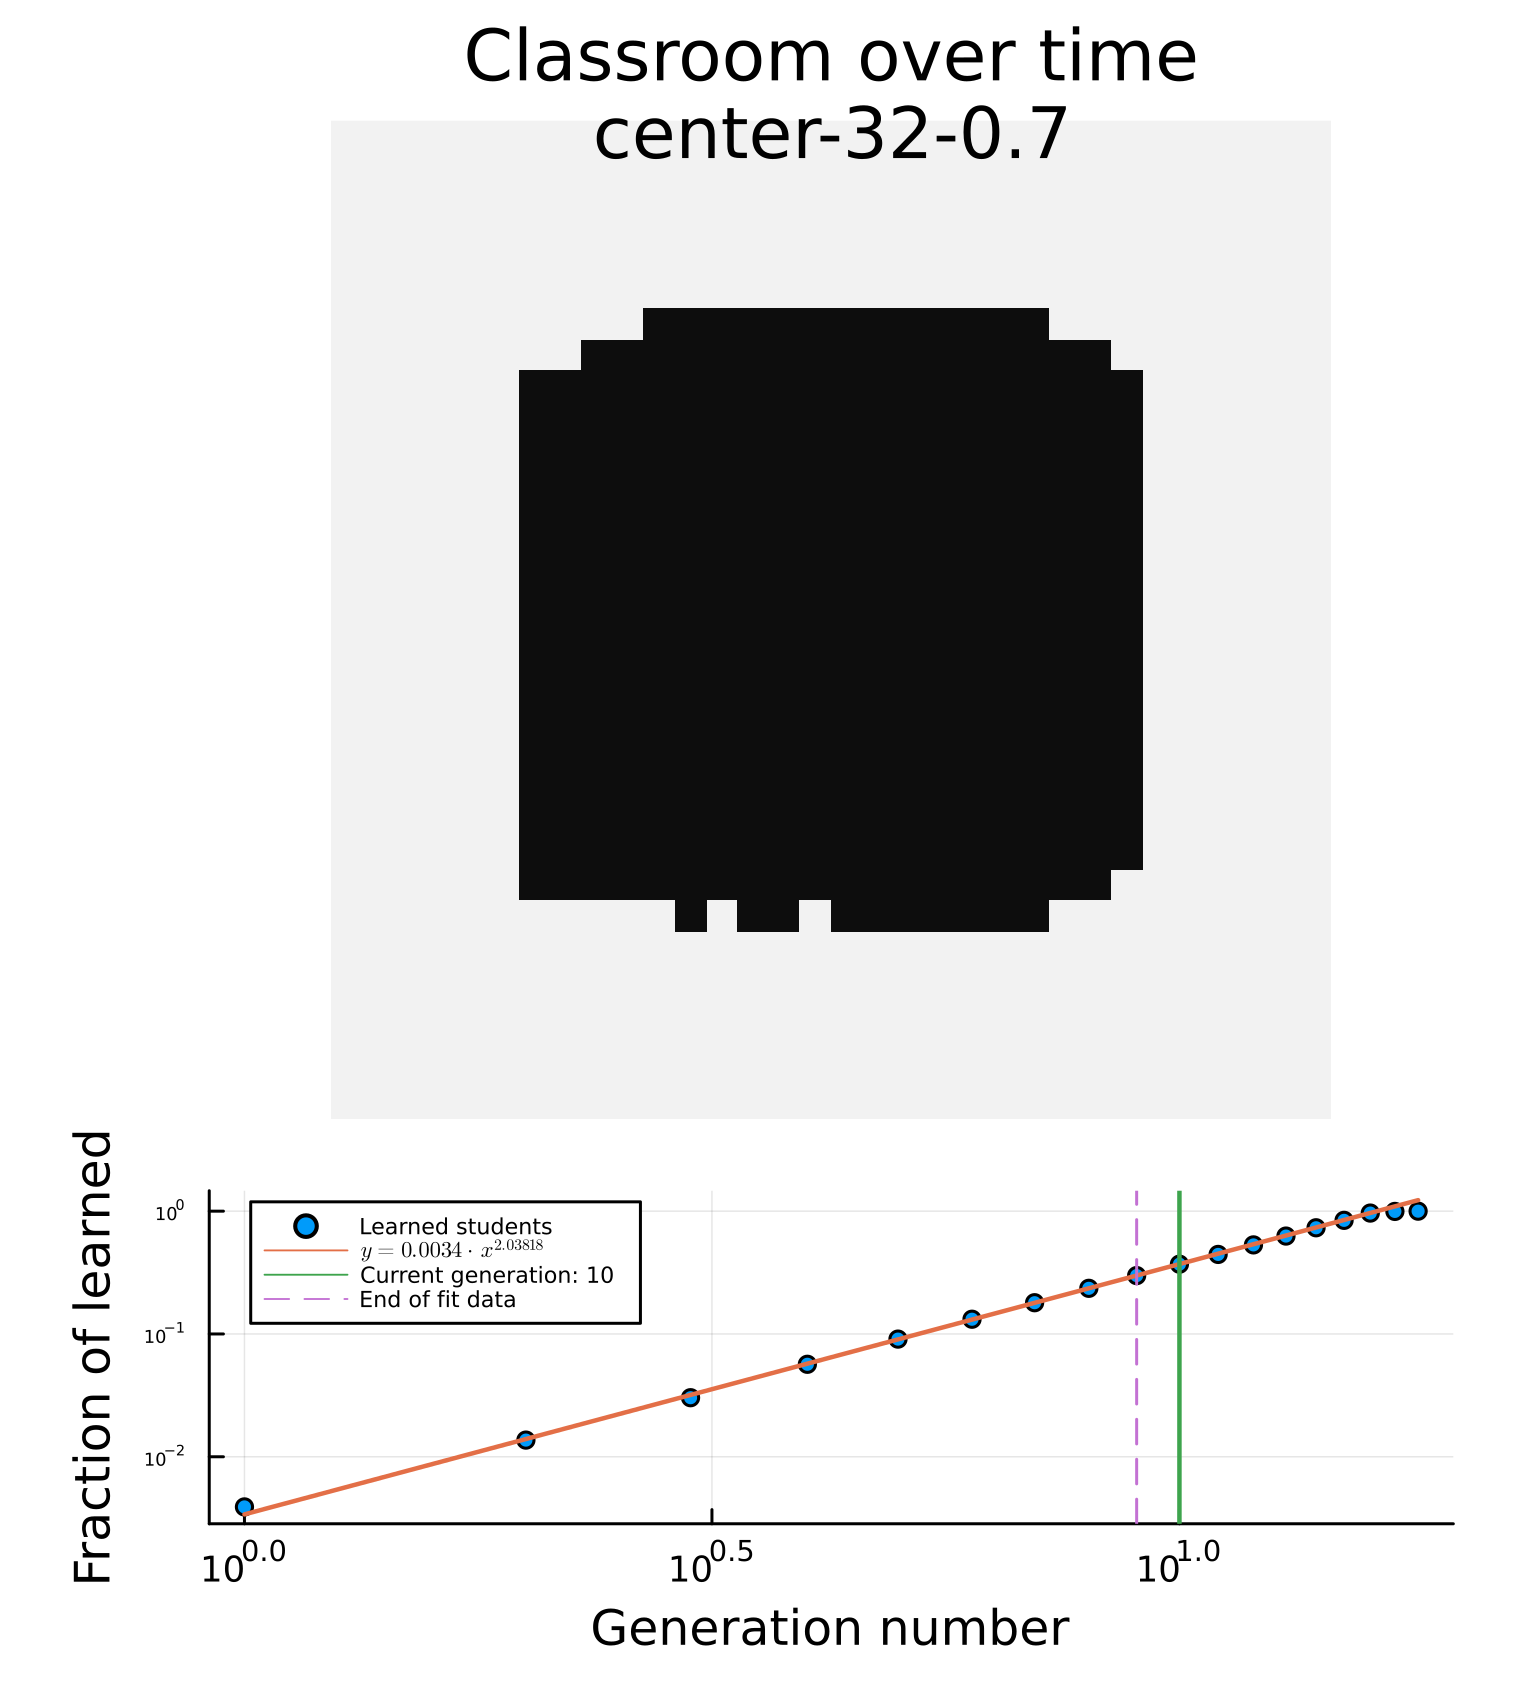 Classroom over time
center-32-0.7
Fraction of learned
10⁰
10⁻¹
10⁻²
Learned students
y = 0.0034 · x^2.03818
Current generation: 10
End of fit data
10^0.0
10^0.5
10^1.0
Generation number